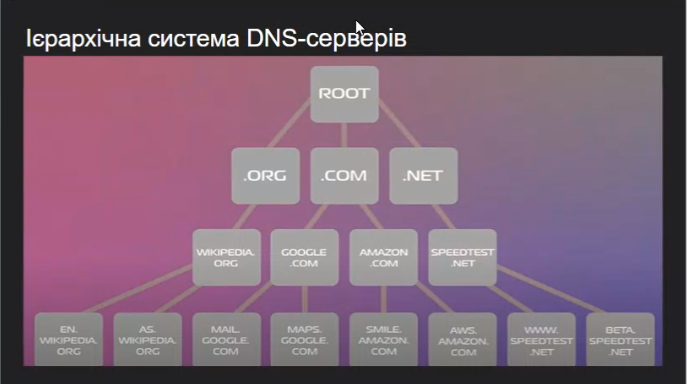 Ієрархічна система DNS-серверів
ROOT
.ORG
.COM
.NET
WIKIPEDIA.
ORG
GOOGLE
.COM
AMAZON
.COM
SPEEDTEST
.NET
EN.
WIKIPEDIA.
ORG
AS.
WIKIPEDIA.
ORG
MAIL.
GOOGLE.
COM
MAPS.
GOOGLE.
COM
SMILE.
AMAZON.
COM
AWS.
AMAZON.
COM
WWW.
SPEEDTEST
.NET
BETA.
SPEEDTEST
.NET